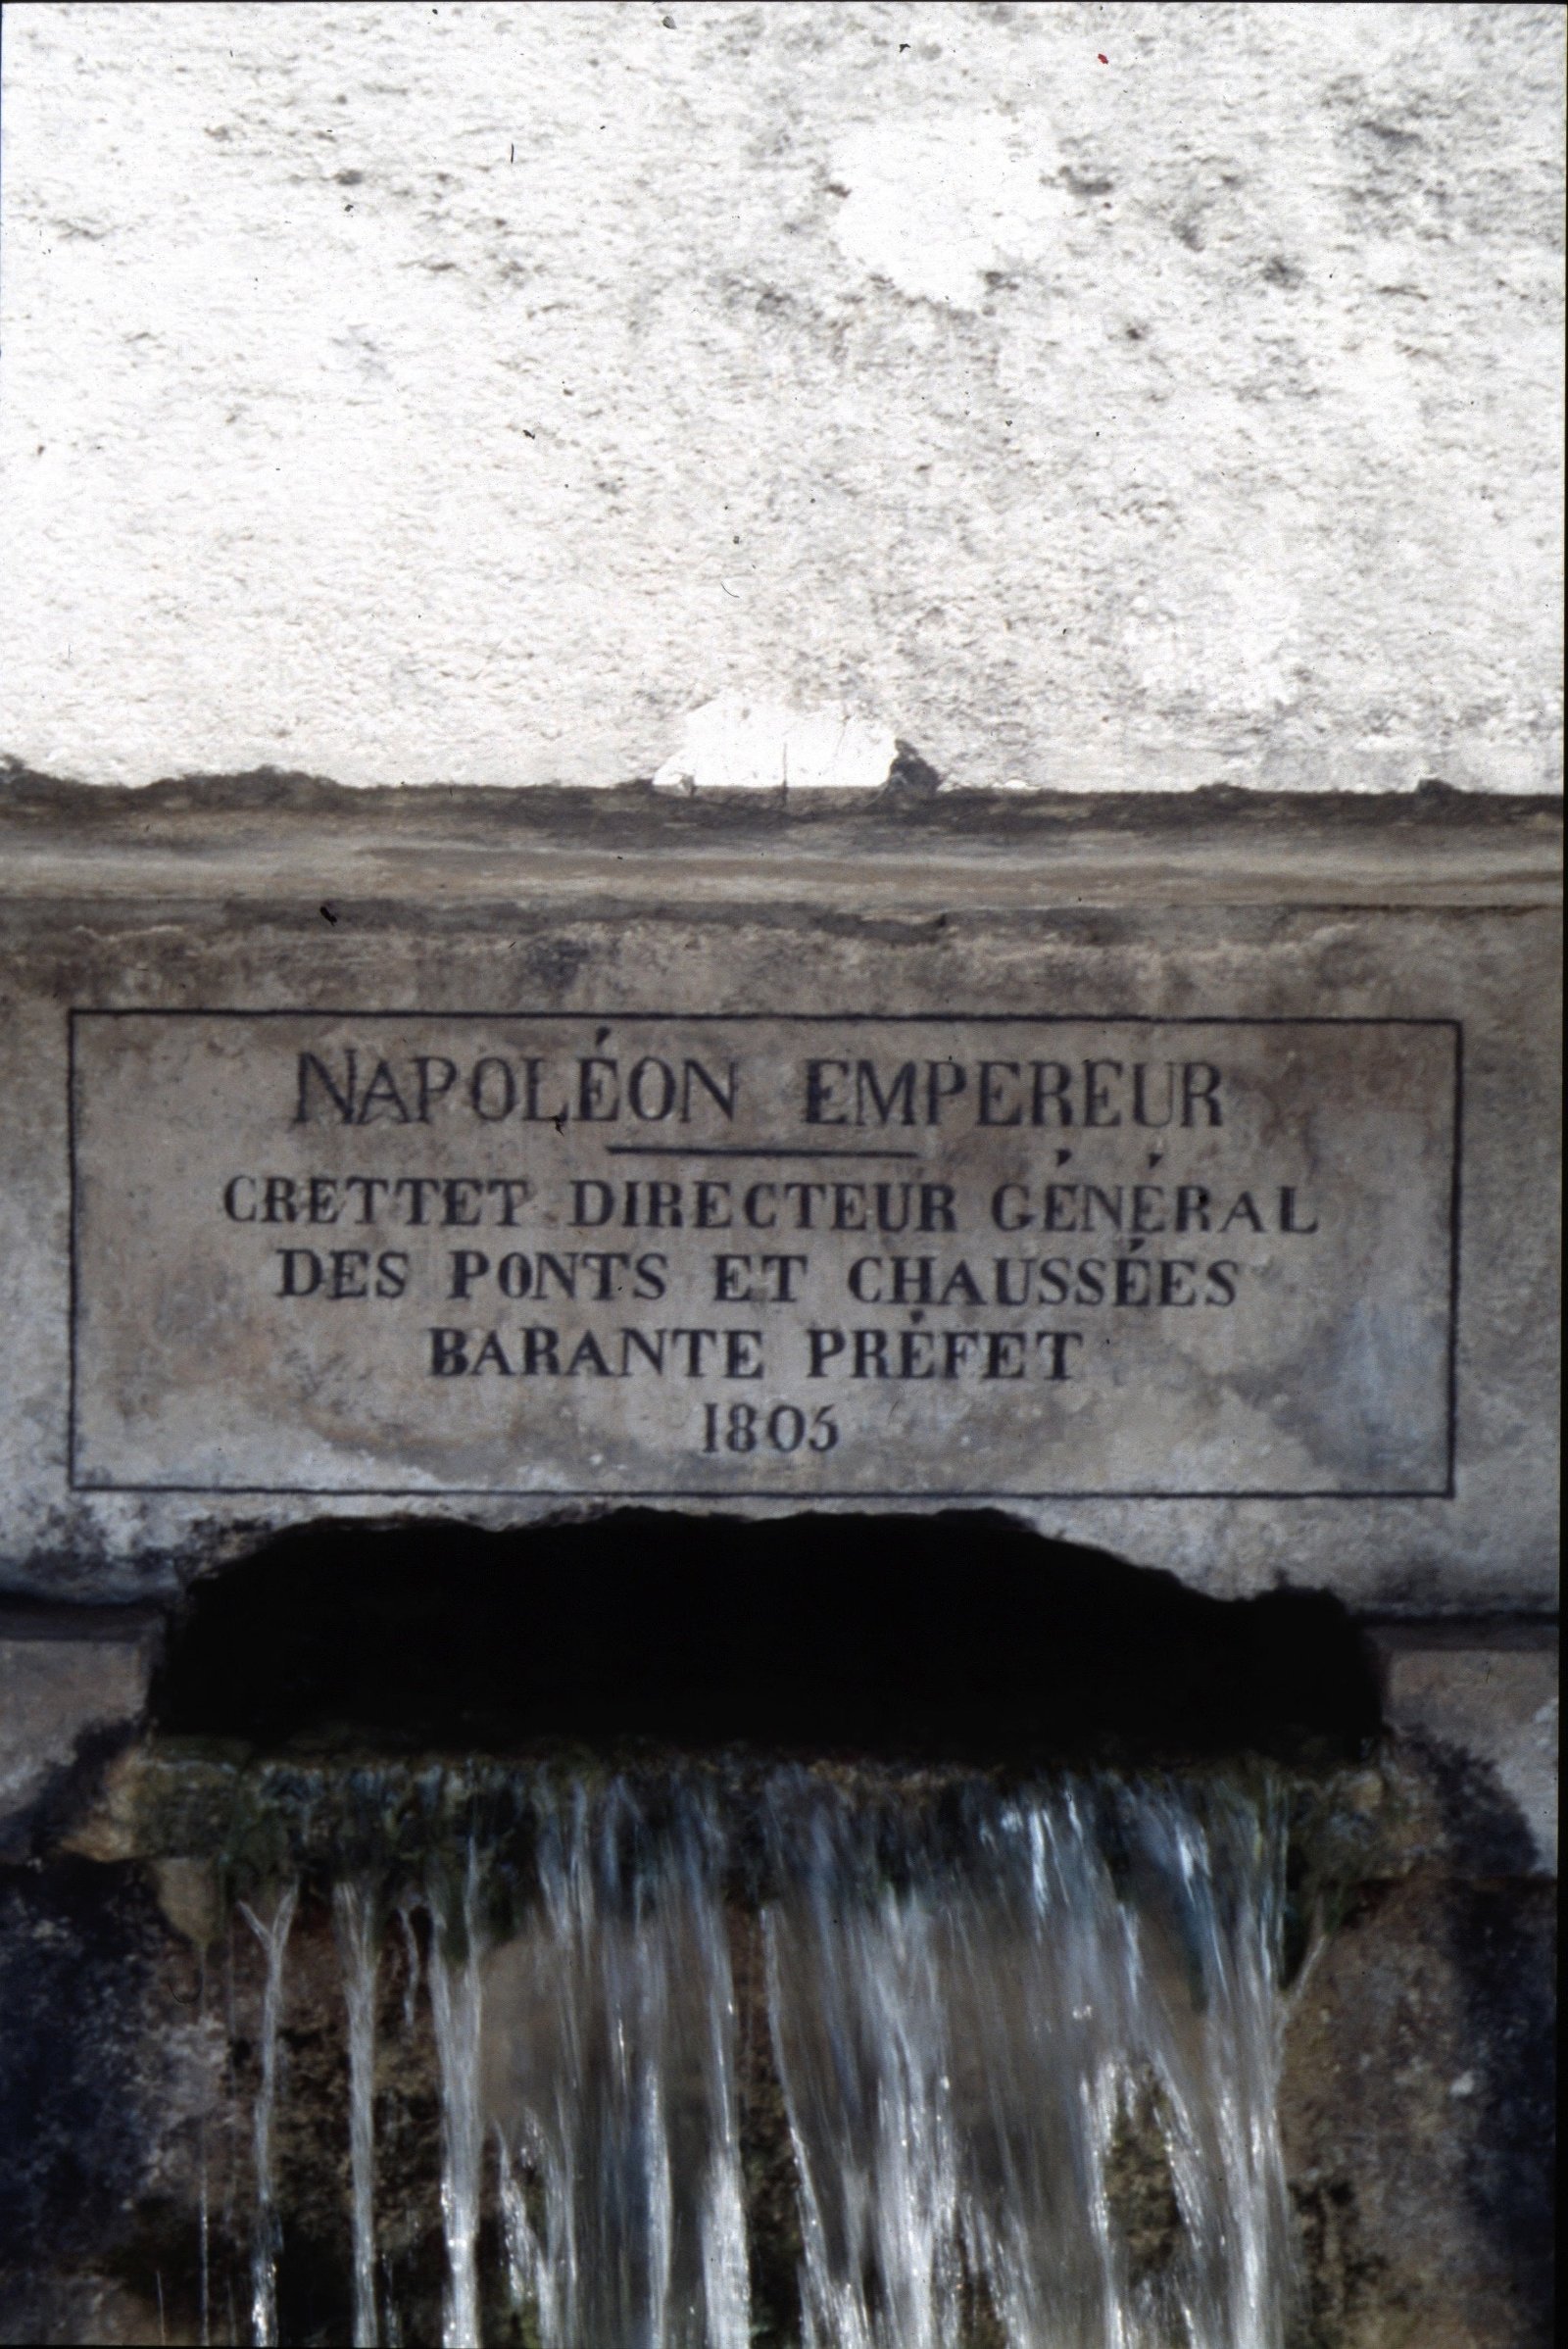 NAPOLÉON EMPEREUR
CRETTET DIRECTEUR GÉNÉRAL
DES PONTS ET CHAUSSÉES
BARANTE PRÉFET
1805